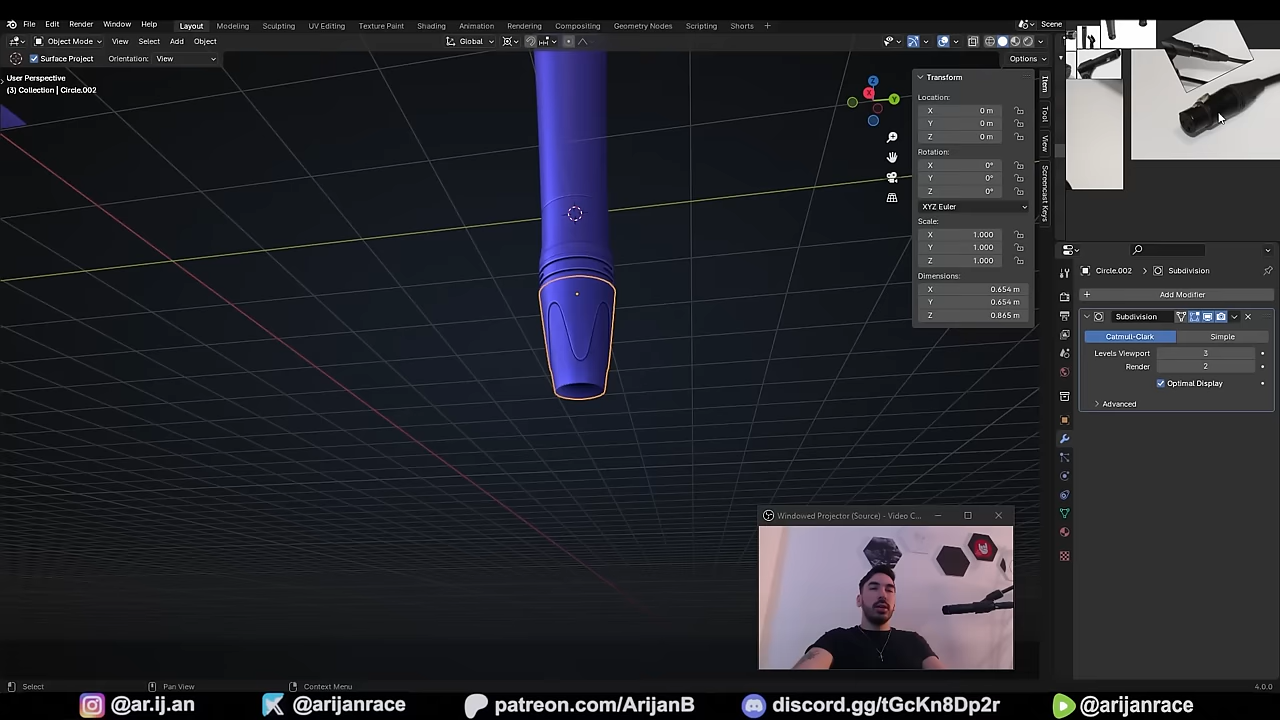 File Edit Render Window Help Layout Modeling Sculpting UV Editing Texture Paint Shading Animation Rendering Compositing Geometry Nodes Scripting Shorts + Scene
Object Mode View Select Add Object Global
Surface Project Orientation: View Options
User Perspective
(3) Collection | Circle.002
Transform
Location:
X 0 m
Y 0 m
Z 0 m
Rotation:
X 0°
Y 0°
Z 0°
XYZ Euler
Scale:
X 1.000
Y 1.000
Z 1.000
Dimensions:
X 0.654 m
Y 0.654 m
Z 0.865 m
Item
Tool
View
Screencast Keys
Z
X
Y
Circle.002 > Subdivision
+ Add Modifier
Subdivision
Catmull-Clark Simple
Levels Viewport 3
Render 2
Optimal Display
Advanced
Windowed Projector (Source) - Video C...
Select Pan View Context Menu 4.0.0
@ar.ij.an @arijanrace patreon.com/ArijanB discord.gg/tGcKn8Dp2r @arijanrace